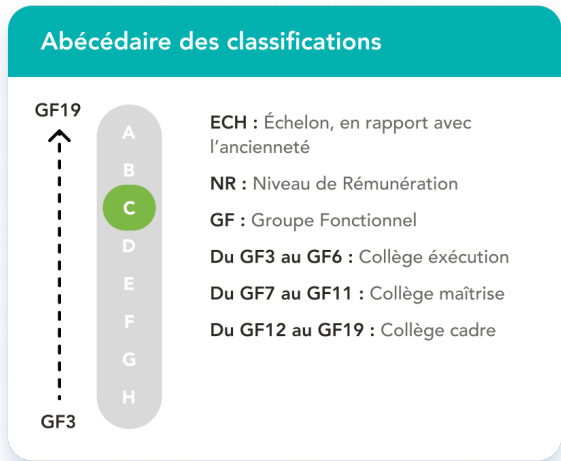 Abécédaire des classifications
GF19
A
B
C
D
E
F
G
H
GF3
ECH : Échelon, en rapport avec
l'ancienneté
NR : Niveau de Rémunération
GF : Groupe Fonctionnel
Du GF3 au GF6 : Collège éxécution
Du GF7 au GF11 : Collège maîtrise
Du GF12 au GF19 : Collège cadre